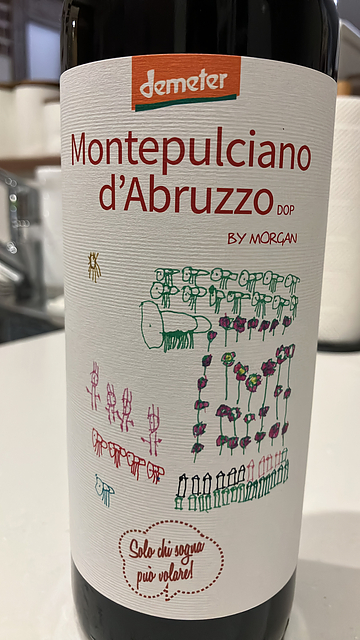 demeter
Montepulciano
d'Abruzzo DOP
BY MORGAN
Solo chi sogna
può volare!